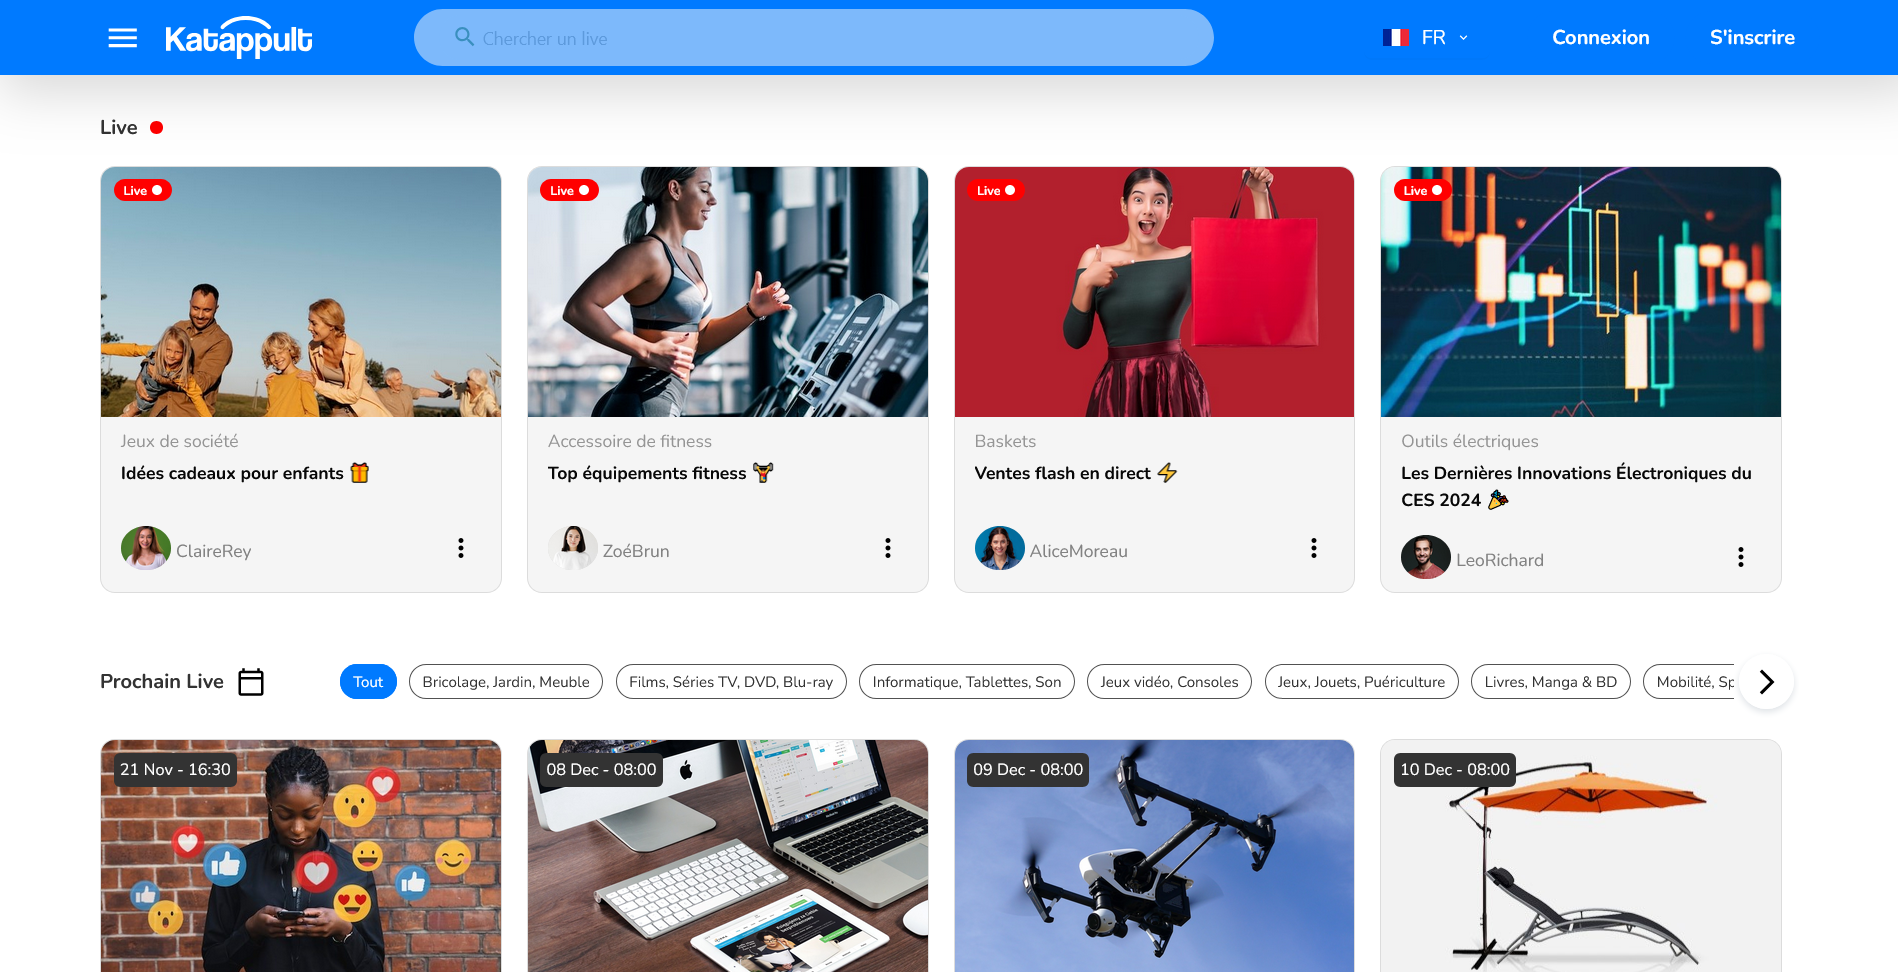 Katappult
Chercher un live
FR
Connexion
S'inscrire
Live
Live
Live
Live
Live
Jeux de société
Accessoire de fitness
Baskets
Outils électriques
Idées cadeaux pour enfants 🎁
Top équipements fitness 🏋️
Ventes flash en direct ⚡
Les Dernières Innovations Électroniques du
CES 2024 🎉
ClaireRey
ZoéBrun
AliceMoreau
LeoRichard
Prochain Live
Tout
Bricolage, Jardin, Meuble
Films, Séries TV, DVD, Blu-ray
Informatique, Tablettes, Son
Jeux vidéo, Consoles
Jeux, Jouets, Puériculture
Livres, Manga & BD
Mobilité, Sp
21 Nov - 16:30
08 Dec - 08:00
09 Dec - 08:00
10 Dec - 08:00